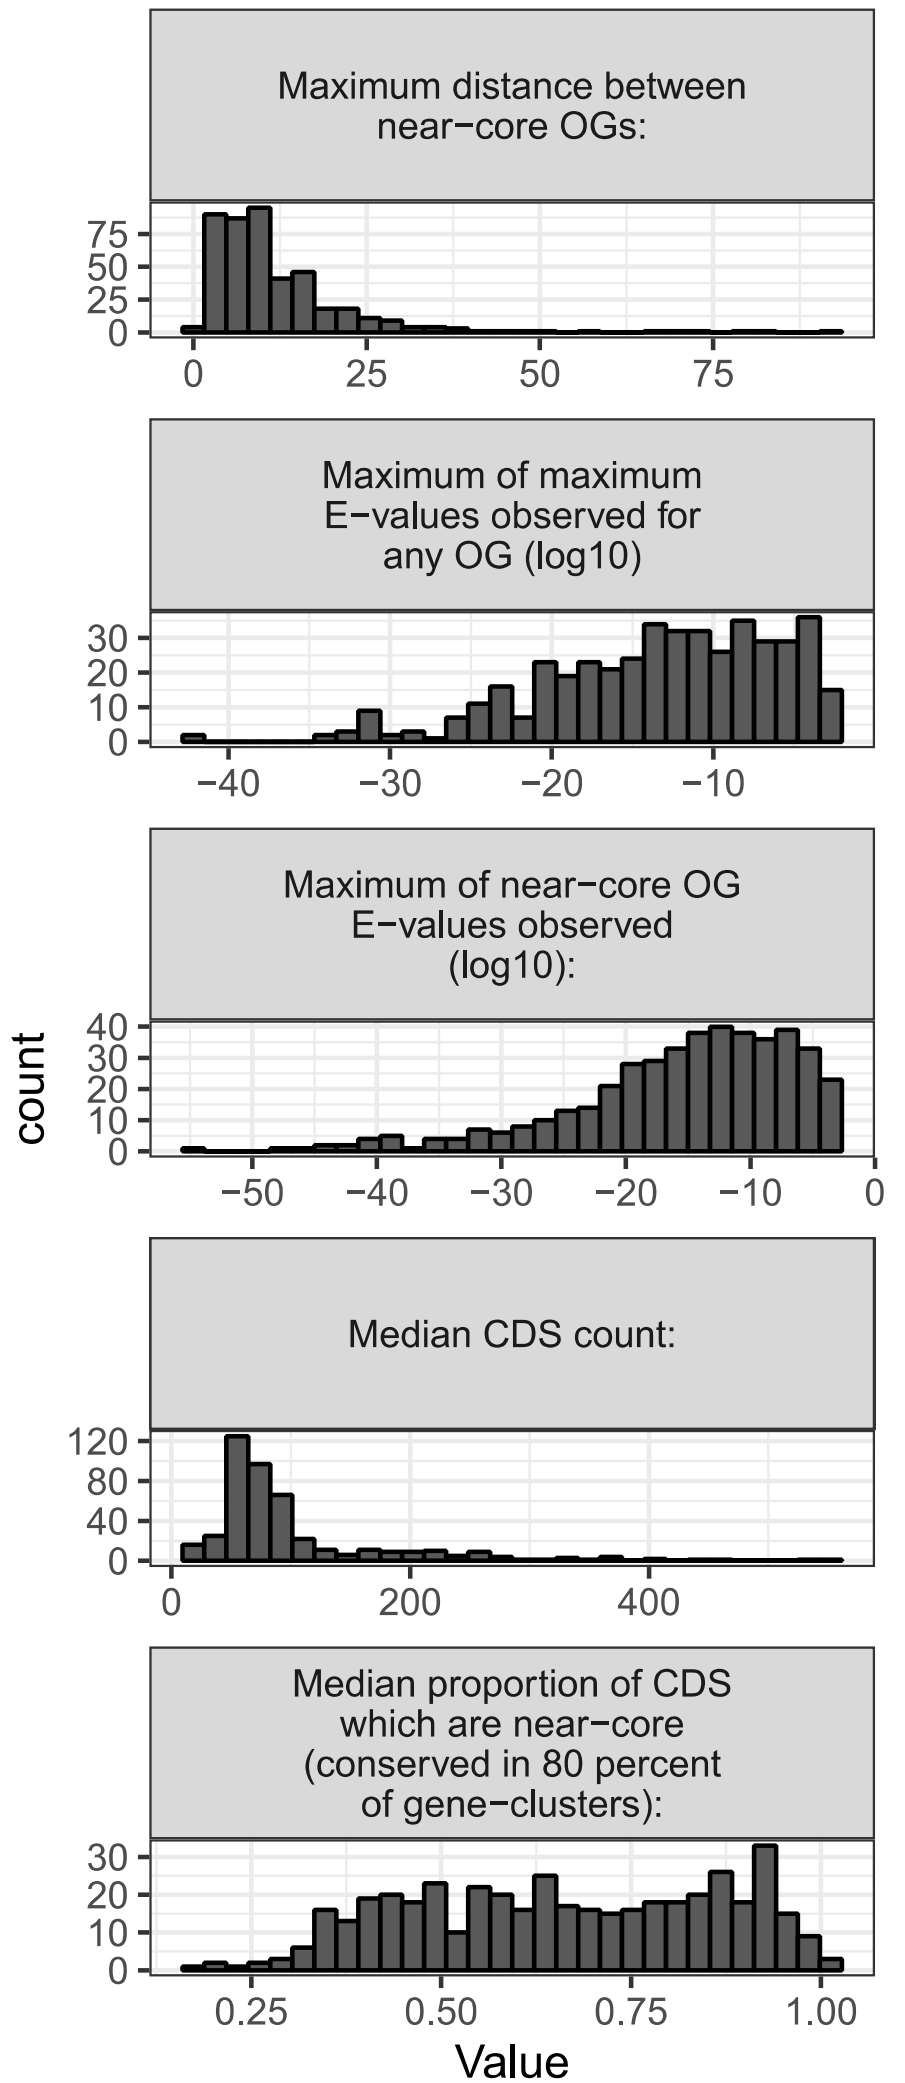 Maximum distance between
near−core OGs:
75
50
25
0
0 25 50 75
Maximum of maximum
E−values observed for
any OG (log10)
30
20
10
0
−40 −30 −20 −10
Maximum of near−core OG
E−values observed
(log10):
40
30
20
10
0
−50 −40 −30 −20 −10 0
count
Median CDS count:
120
80
40
0
0 200 400
Median proportion of CDS
which are near−core
(conserved in 80 percent
of gene−clusters):
30
20
10
0
0.25 0.50 0.75 1.00
Value